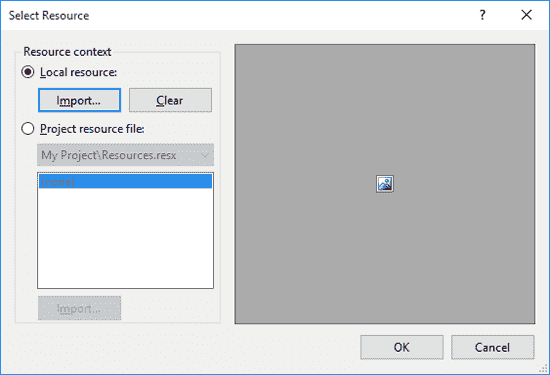 Select Resource
?
Resource context
Local resource:
Import...
Clear
Project resource file:
My Project\Resources.resx
(none)
Import...
OK
Cancel